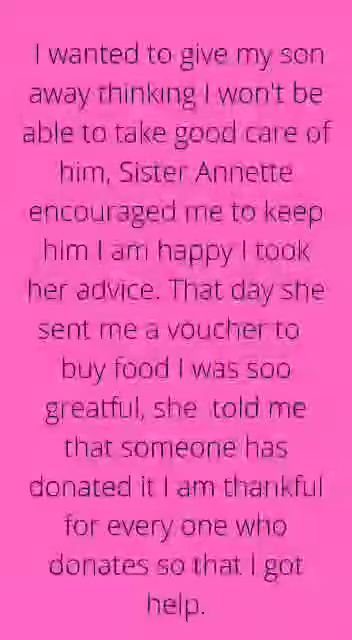 I wanted to give my son
away thinking I won't be
able to take good care of
him, Sister Annette
encouraged me to keep
him I am happy I took
her advice. That day she
sent me a voucher to
buy food I was soo
greatful, she told me
that someone has
donated it I am thankful
for every one who
donates so that I got
help.